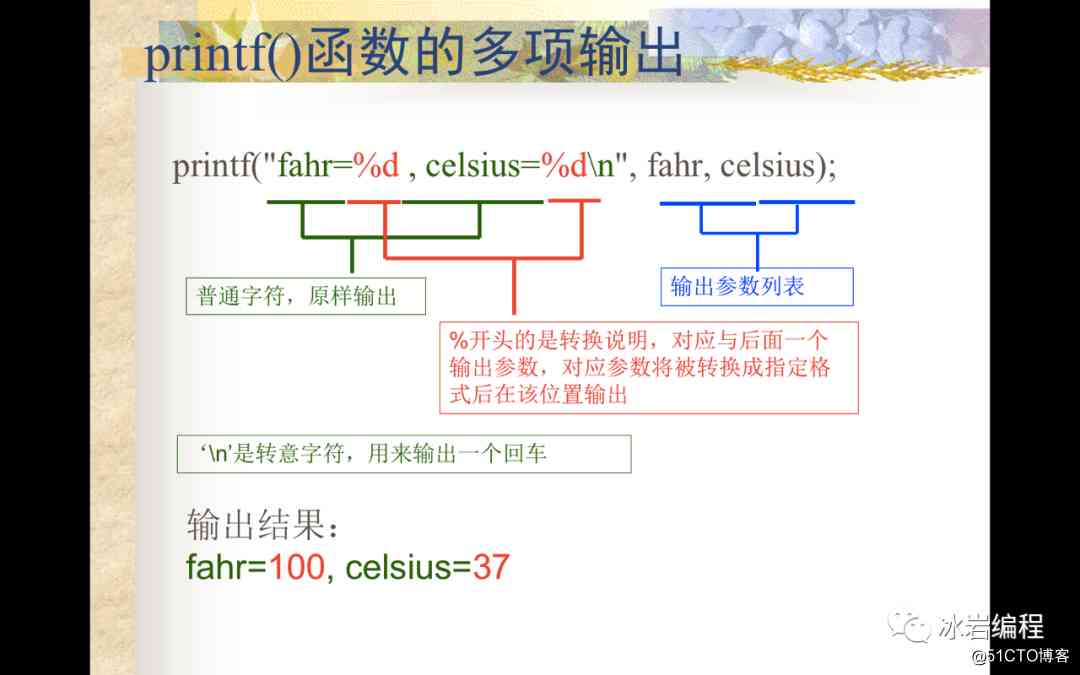 printf()函数的多项输出
printf("fahr=%d , celsius=%d\n", fahr, celsius);
普通字符，原样输出
输出参数列表
%开头的是转换说明，对应与后面一个
输出参数，对应参数将被转换成指定格
式后在该位置输出
‘\n’是转意字符，用来输出一个回车
输出结果：
fahr=100, celsius=37
冰岩编程
@51CTO博客